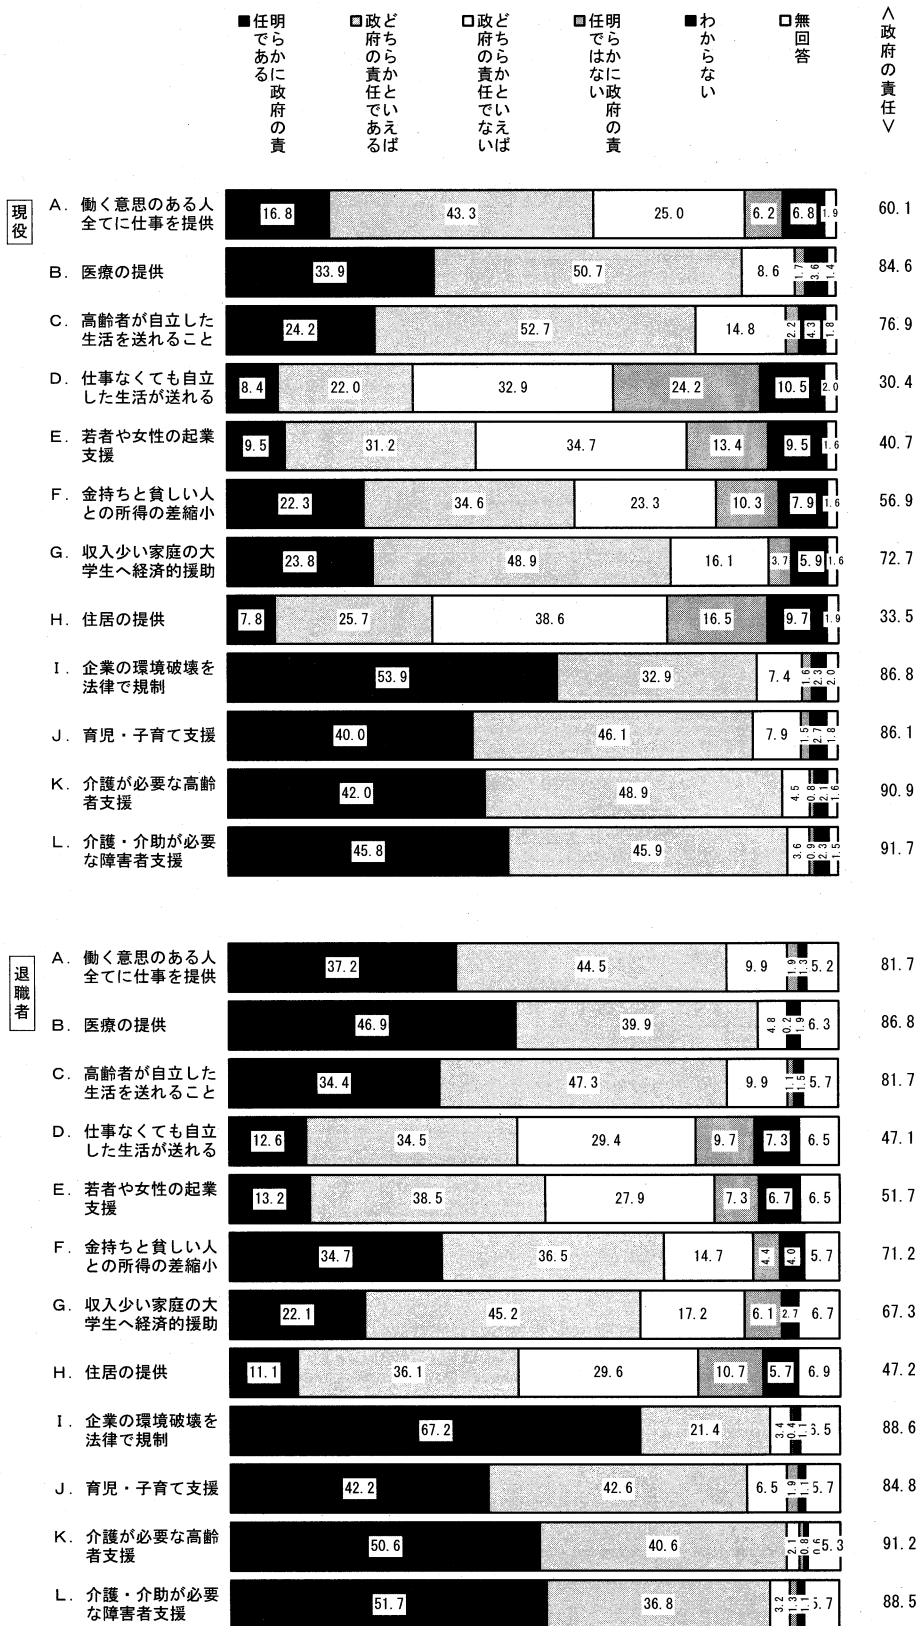 明らかに政府の責
任である
どちらかといえば
政府の責任である
どちらかといえば
政府の責任でない
明らかに政府の責
任ではない
わからない
無回答
＜政府の責任＞
現役
A. 働く意思のある人
全てに仕事を提供
16.8 43.3 25.0 6.2 6.8 1.9 60.1
B. 医療の提供
33.9 50.7 8.6 1.7 3.6 1.4 84.6
C. 高齢者が自立した
生活を送れること
24.2 52.7 14.8 2.2 4.3 1.8 76.9
D. 仕事なくても自立
した生活が送れる
8.4 22.0 32.9 24.2 10.5 2.0 30.4
E. 若者や女性の起業
支援
9.5 31.2 34.7 13.4 9.5 1.6 40.7
F. 金持ちと貧しい人
との所得の差縮小
22.3 34.6 23.3 10.3 7.9 1.6 56.9
G. 収入少い家庭の大
学生へ経済的援助
23.8 48.9 16.1 3.7 5.9 1.6 72.7
H. 住居の提供
7.8 25.7 38.6 16.5 9.7 1.9 33.5
I. 企業の環境破壊を
法律で規制
53.9 32.9 7.4 1.6 2.3 2.0 86.8
J. 育児・子育て支援
40.0 46.1 7.9 1.5 2.7 1.8 86.1
K. 介護が必要な高齢
者支援
42.0 48.9 4.5 0.8 2.1 1.6 90.9
L. 介護・介助が必要
な障害者支援
45.8 45.9 3.6 0.9 2.3 1.5 91.7
退職者
A. 働く意思のある人
全てに仕事を提供
37.2 44.5 9.9 1.9 1.3 5.2 81.7
B. 医療の提供
46.9 39.9 4.8 0.2 1.9 6.3 86.8
C. 高齢者が自立した
生活を送れること
34.4 47.3 9.9 1.1 1.5 5.7 81.7
D. 仕事なくても自立
した生活が送れる
12.6 34.5 29.4 9.7 7.3 6.5 47.1
E. 若者や女性の起業
支援
13.2 38.5 27.9 7.3 6.7 6.5 51.7
F. 金持ちと貧しい人
との所得の差縮小
34.7 36.5 14.7 4.4 4.0 5.7 71.2
G. 収入少い家庭の大
学生へ経済的援助
22.1 45.2 17.2 6.1 2.7 6.7 67.3
H. 住居の提供
11.1 36.1 29.6 10.7 5.7 6.9 47.2
I. 企業の環境破壊を
法律で規制
67.2 21.4 3.4 0.4 1.1 6.5 88.6
J. 育児・子育て支援
42.2 42.6 6.5 1.9 1.1 5.7 84.8
K. 介護が必要な高齢
者支援
50.6 40.6 2.1 0.8 0.6 5.3 91.2
L. 介護・介助が必要
な障害者支援
51.7 36.8 3.2 1.3 1.1 5.7 88.5